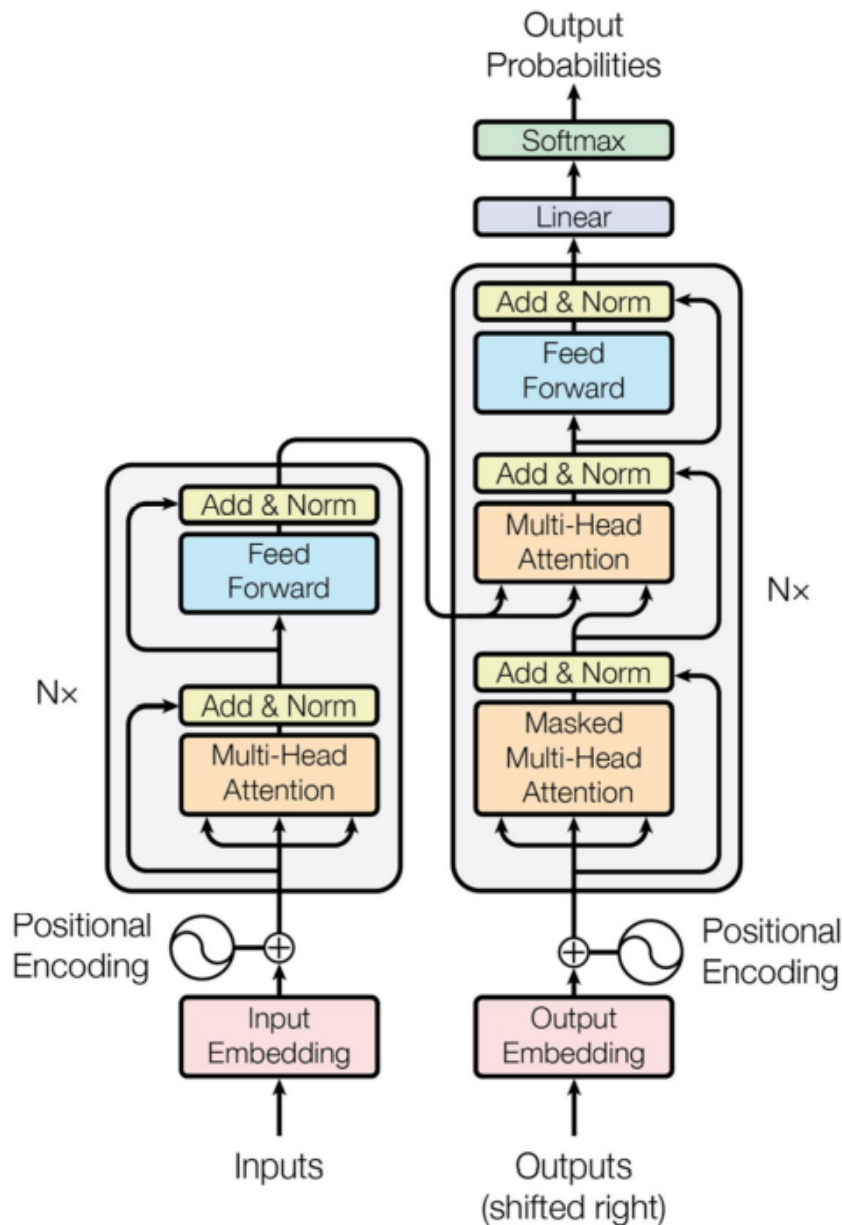 Output
Probabilities
Softmax
Linear
Add & Norm
Feed
Forward
Add & Norm
Multi-Head
Attention
Add & Norm
Masked
Multi-Head
Attention
N×
Add & Norm
Feed
Forward
Add & Norm
Multi-Head
Attention
N×
Positional
Encoding
Positional
Encoding
Input
Embedding
Output
Embedding
Inputs
Outputs
(shifted right)